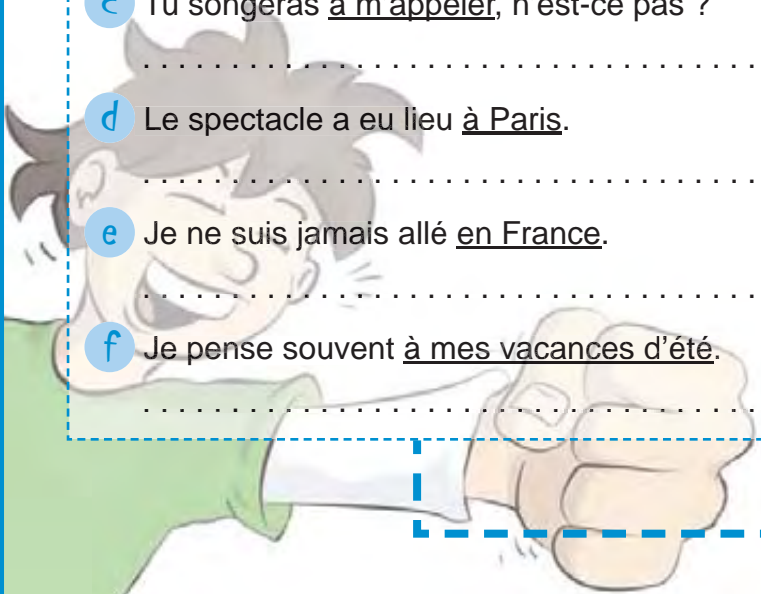 c Tu songeras à m'appeler, n'est-ce pas ?
. . . . . . . . . . . . . . . . . . . . . . . . . . . . . . . . . . . . . . . . . .
d Le spectacle a eu lieu à Paris.
. . . . . . . . . . . . . . . . . . . . . . . . . . . . . . . . . . . . . . . . . .
e Je ne suis jamais allé en France.
. . . . . . . . . . . . . . . . . . . . . . . . . . . . . . . . . . . . . . . . . .
f Je pense souvent à mes vacances d'été.
. . . . . . . . . . . . . . . . . . . . . . . . . . . . . . . . . . . . . . . . . .